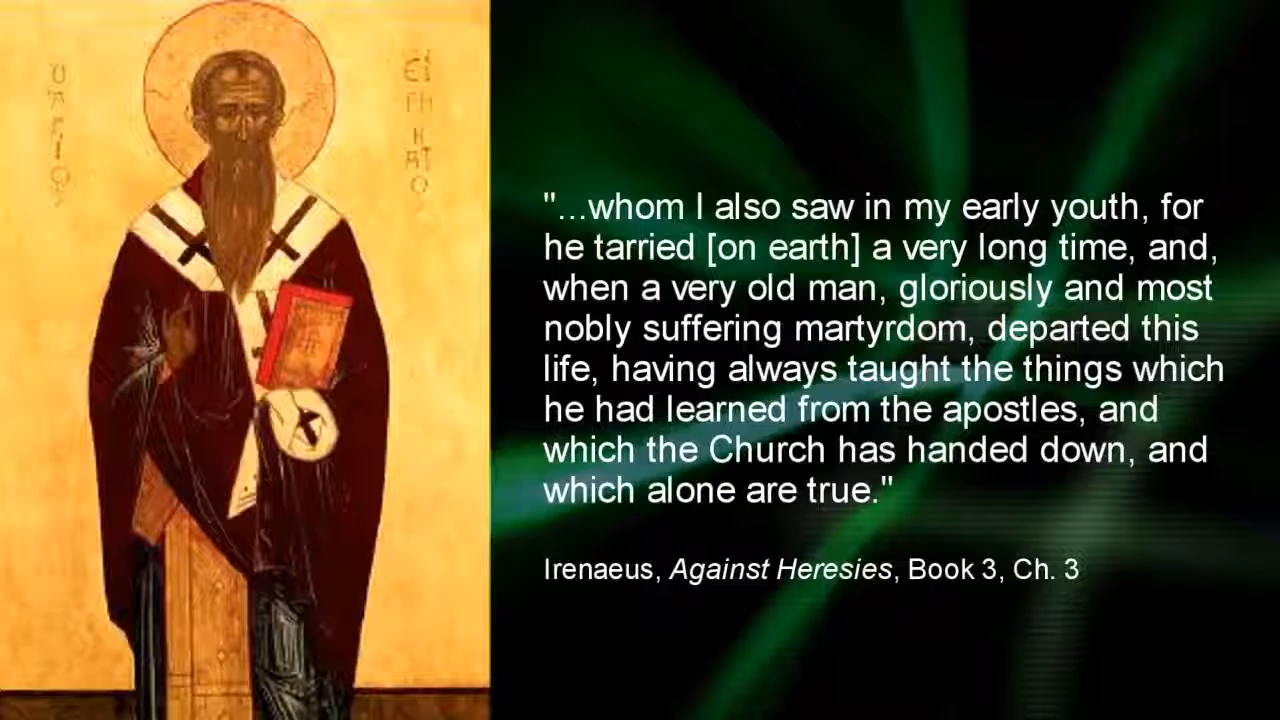 "...whom I also saw in my early youth, for
he tarried [on earth] a very long time, and,
when a very old man, gloriously and most
nobly suffering martyrdom, departed this
life, having always taught the things which
he had learned from the apostles, and
which the Church has handed down, and
which alone are true."
Irenaeus, Against Heresies, Book 3, Ch. 3